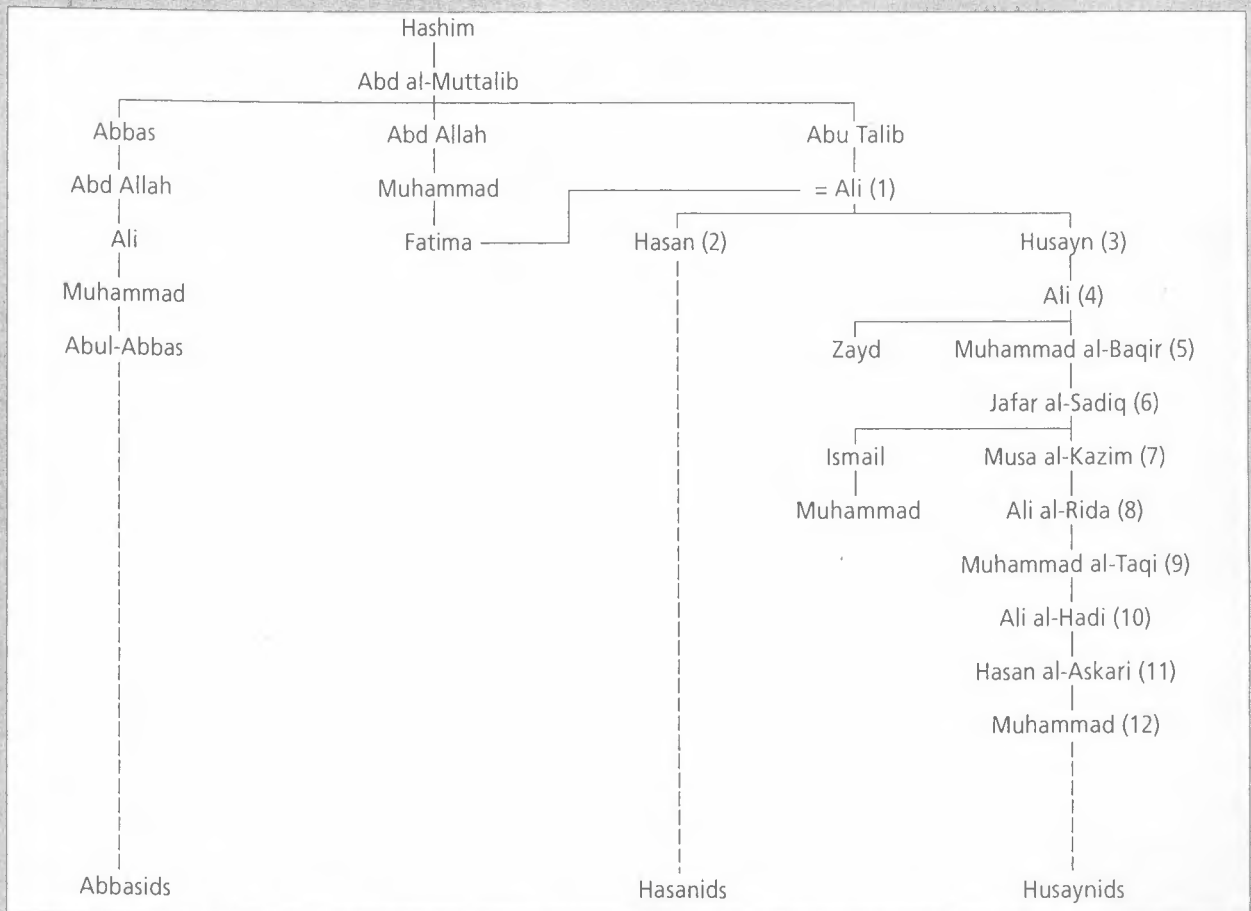 Hashim
Abd al-Muttalib
Abbas Abd Allah Abu Talib
Abd Allah Muhammad = Ali (1)
Ali Fatima Hasan (2) Husayn (3)
Muhammad Ali (4)
Abul-Abbas Zayd Muhammad al-Baqir (5)
Jafar al-Sadiq (6)
Ismail Musa al-Kazim (7)
Muhammad Ali al-Rida (8)
Muhammad al-Taqi (9)
Ali al-Hadi (10)
Hasan al-Askari (11)
Muhammad (12)
Abbasids Hasanids Husaynids